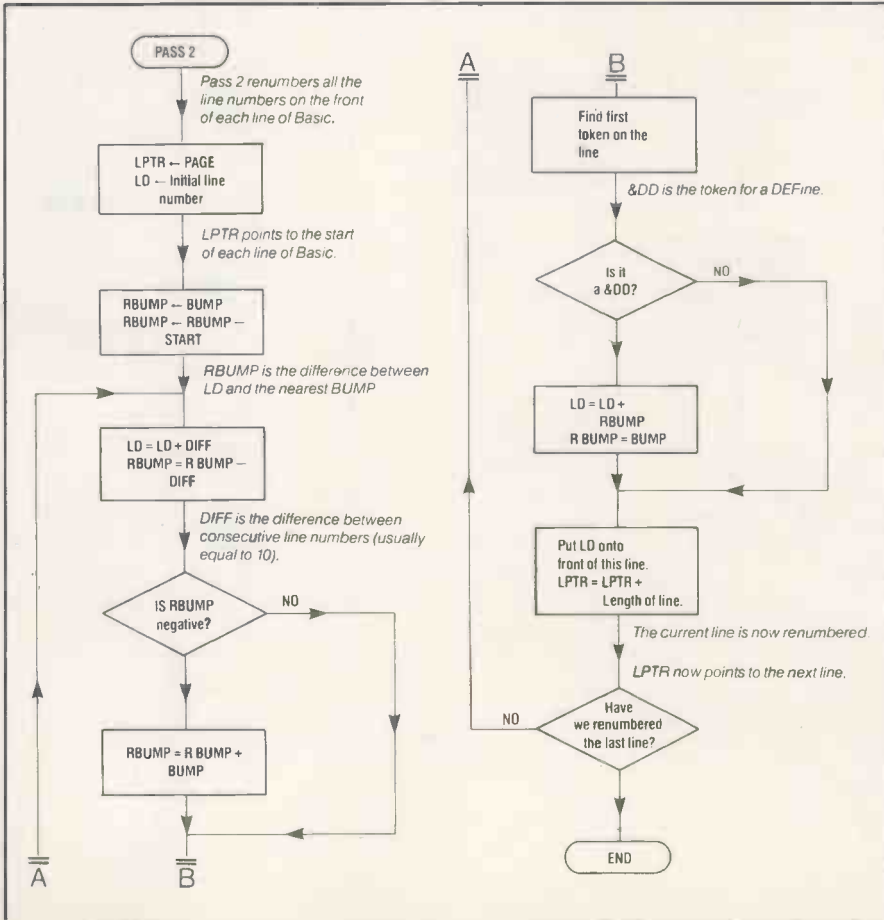 PASS 2
Pass 2 renumbers all the
line numbers on the front
of each line of Basic.
LPTR ← PAGE
LD ← Initial line
number
LPTR points to the start
of each line of Basic.
RBUMP ← BUMP
RBUMP ← RBUMP –
START
RBUMP is the difference between
LD and the nearest BUMP
LD = LD + DIFF
RBUMP = R BUMP –
DIFF
DIFF is the difference between
consecutive line numbers (usually
equal to 10).
IS RBUMP
negative?
NO
RBUMP = R BUMP +
BUMP
A
B
A
B
Find first
token on the
line
&DD is the token for a DEFine.
Is it
a &DD?
NO
LD = LD +
RBUMP
R BUMP = BUMP
Put LD onto
front of this line.
LPTR = LPTR +
Length of line.
The current line is now renumbered.
LPTR now points to the next line.
Have
we renumbered
the last line?
NO
END